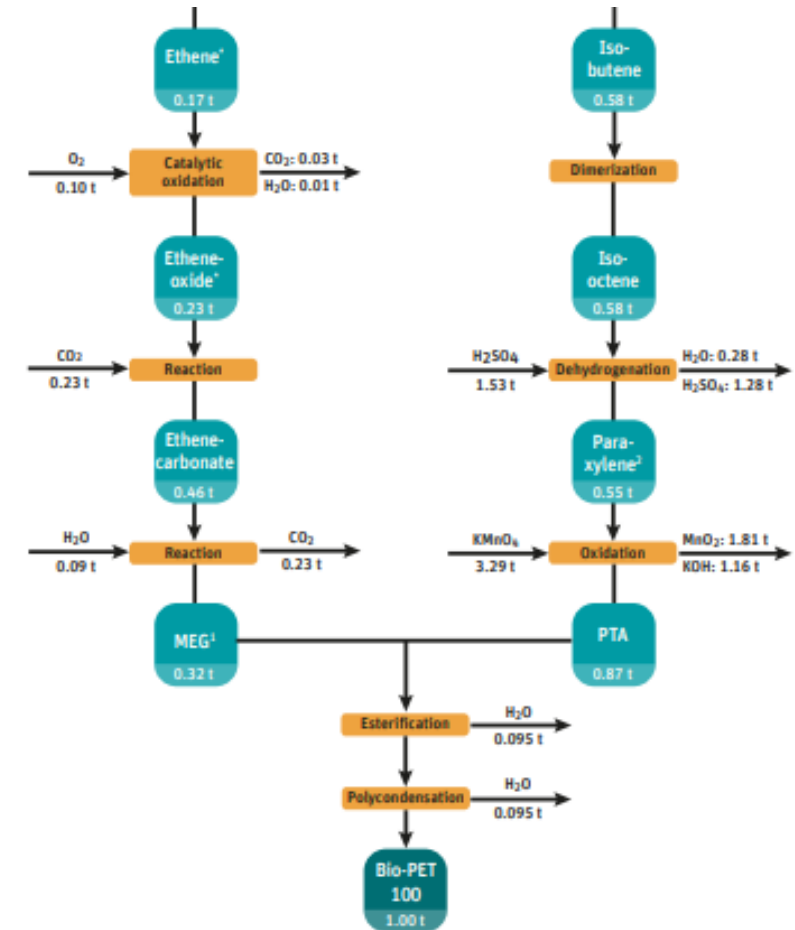 Ethene*
0.17 t
O₂
0.10 t
Catalytic
oxidation
CO₂: 0.03 t
H₂O: 0.01 t
Ethene-
oxide*
0.23 t
CO₂
0.23 t
Reaction
Ethene-
carbonate
0.46 t
H₂O
0.09 t
Reaction
CO₂
0.23 t
MEG¹
0.32 t
Iso-
butene
0.58 t
Dimerization
Iso-
octene
0.58 t
H2SO4
1.53 t
Dehydrogenation
H₂O: 0.28 t
H₂SO₄: 1.28 t
Para-
xylene²
0.55 t
KMnO₄
3.29 t
Oxidation
MnO₂: 1.81 t
KOH: 1.16 t
PTA
0.87 t
Esterification
H₂O
0.095 t
Polycondensation
H₂O
0.095 t
Bio-PET
100
1.00 t